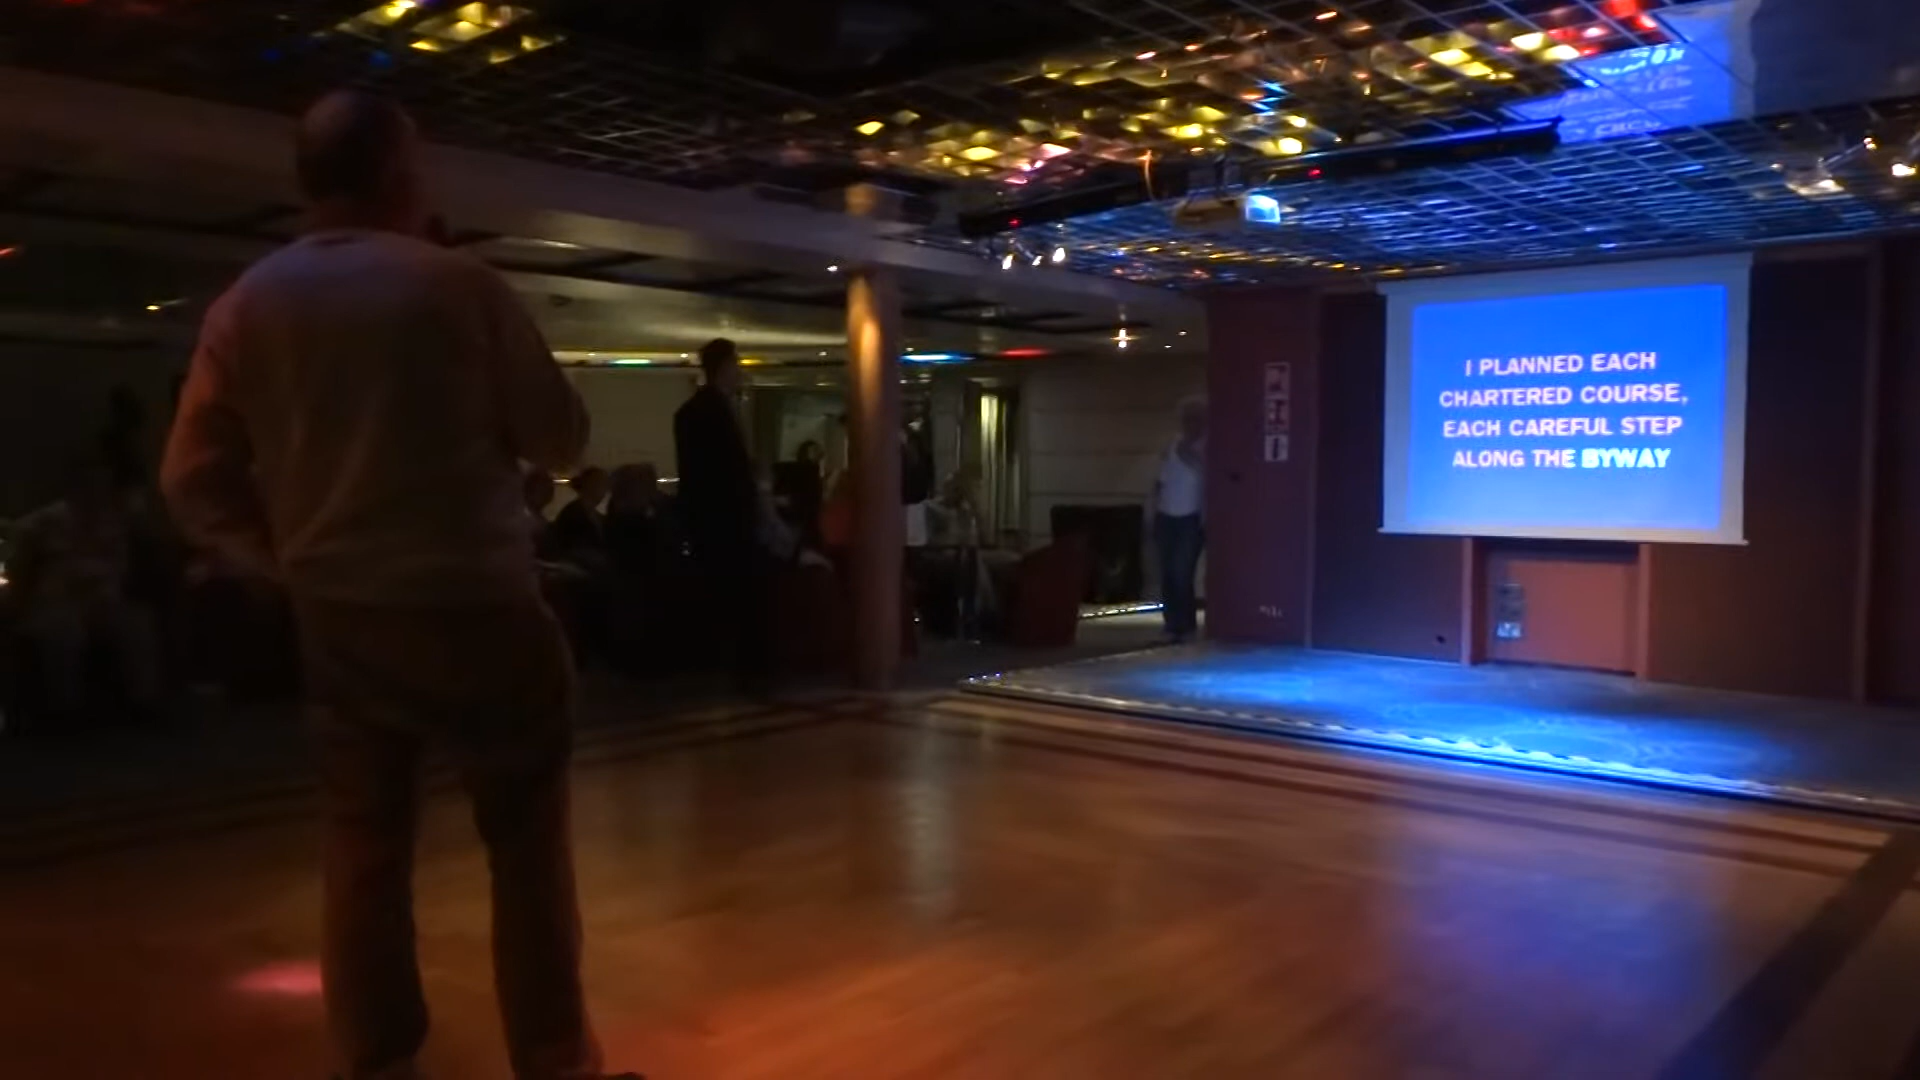 I PLANNED EACH
CHARTERED COURSE,
EACH CAREFUL STEP
ALONG THE BYWAY